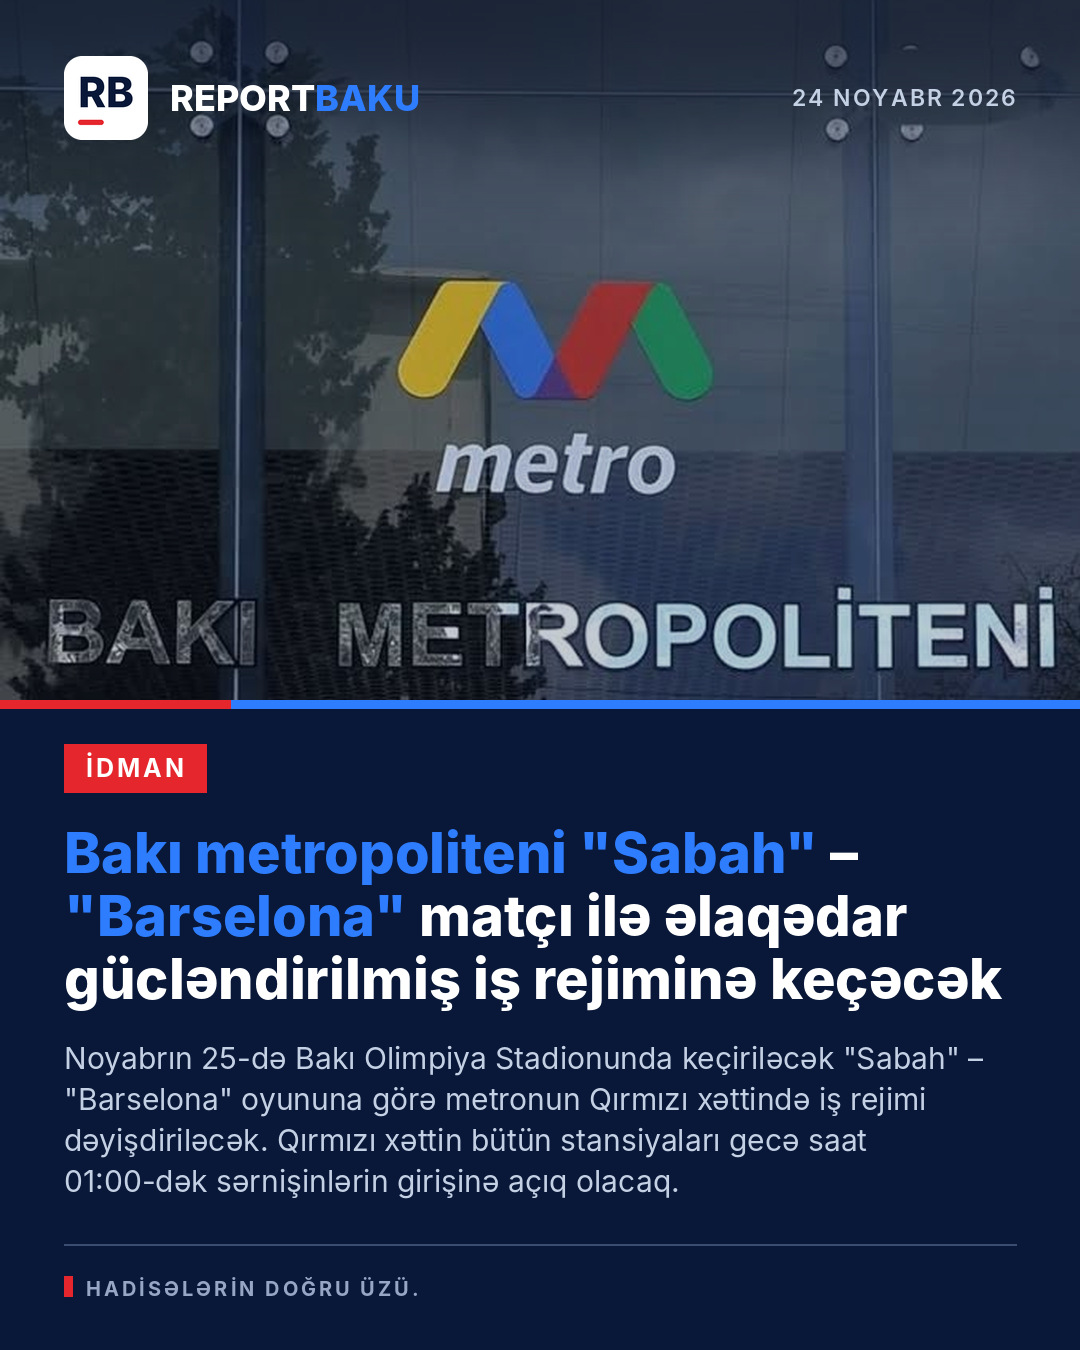 RB
REPORTBAKU
24 NOYABR 2026
metro
BAKI METROPOLİTENİ
İDMAN
Bakı metropoliteni "Sabah" –
"Barselona" matçı ilə əlaqədar
gücləndirilmiş iş rejiminə keçəcək
Noyabrın 25-də Bakı Olimpiya Stadionunda keçiriləcək "Sabah" –
"Barselona" oyununa görə metronun Qırmızı xəttində iş rejimi
dəyişdiriləcək. Qırmızı xəttin bütün stansiyaları gecə saat
01:00-dək sərnişinlərin girişinə açıq olacaq.
HADİSƏLƏRİN DOĞRU ÜZÜ.